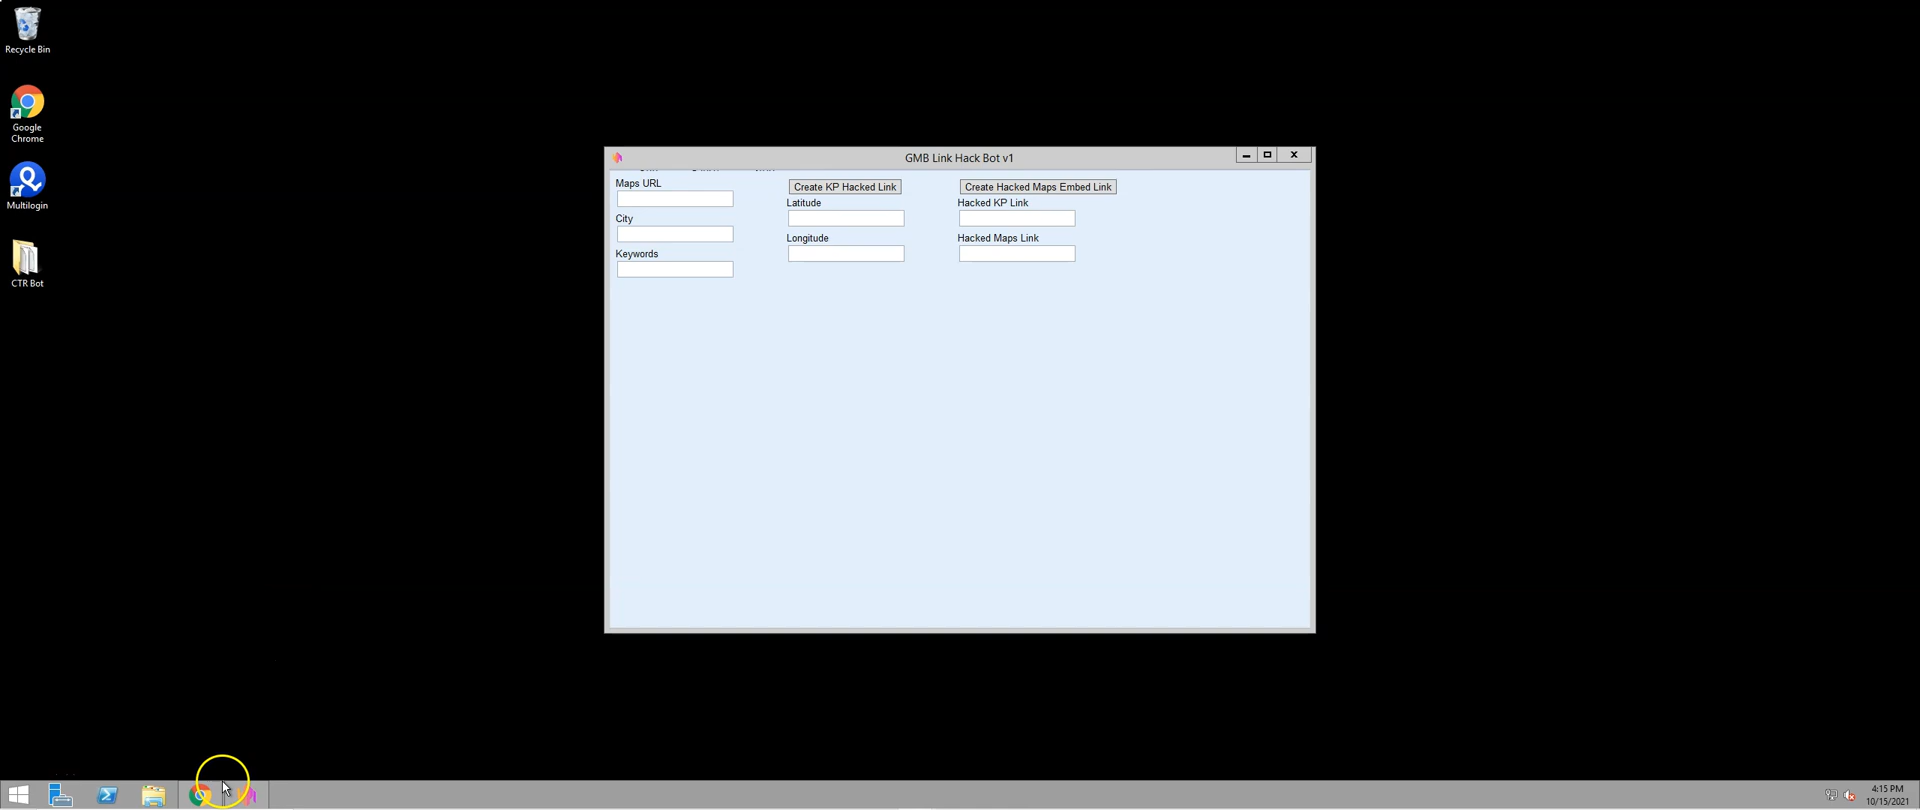 Recycle Bin
Google
Chrome
Multilogin
CTR Bot
GMB Link Hack Bot v1
Maps URL
City
Keywords
Create KP Hacked Link
Latitude
Longitude
Create Hacked Maps Embed Link
Hacked KP Link
Hacked Maps Link
4:15 PM
10/15/2021